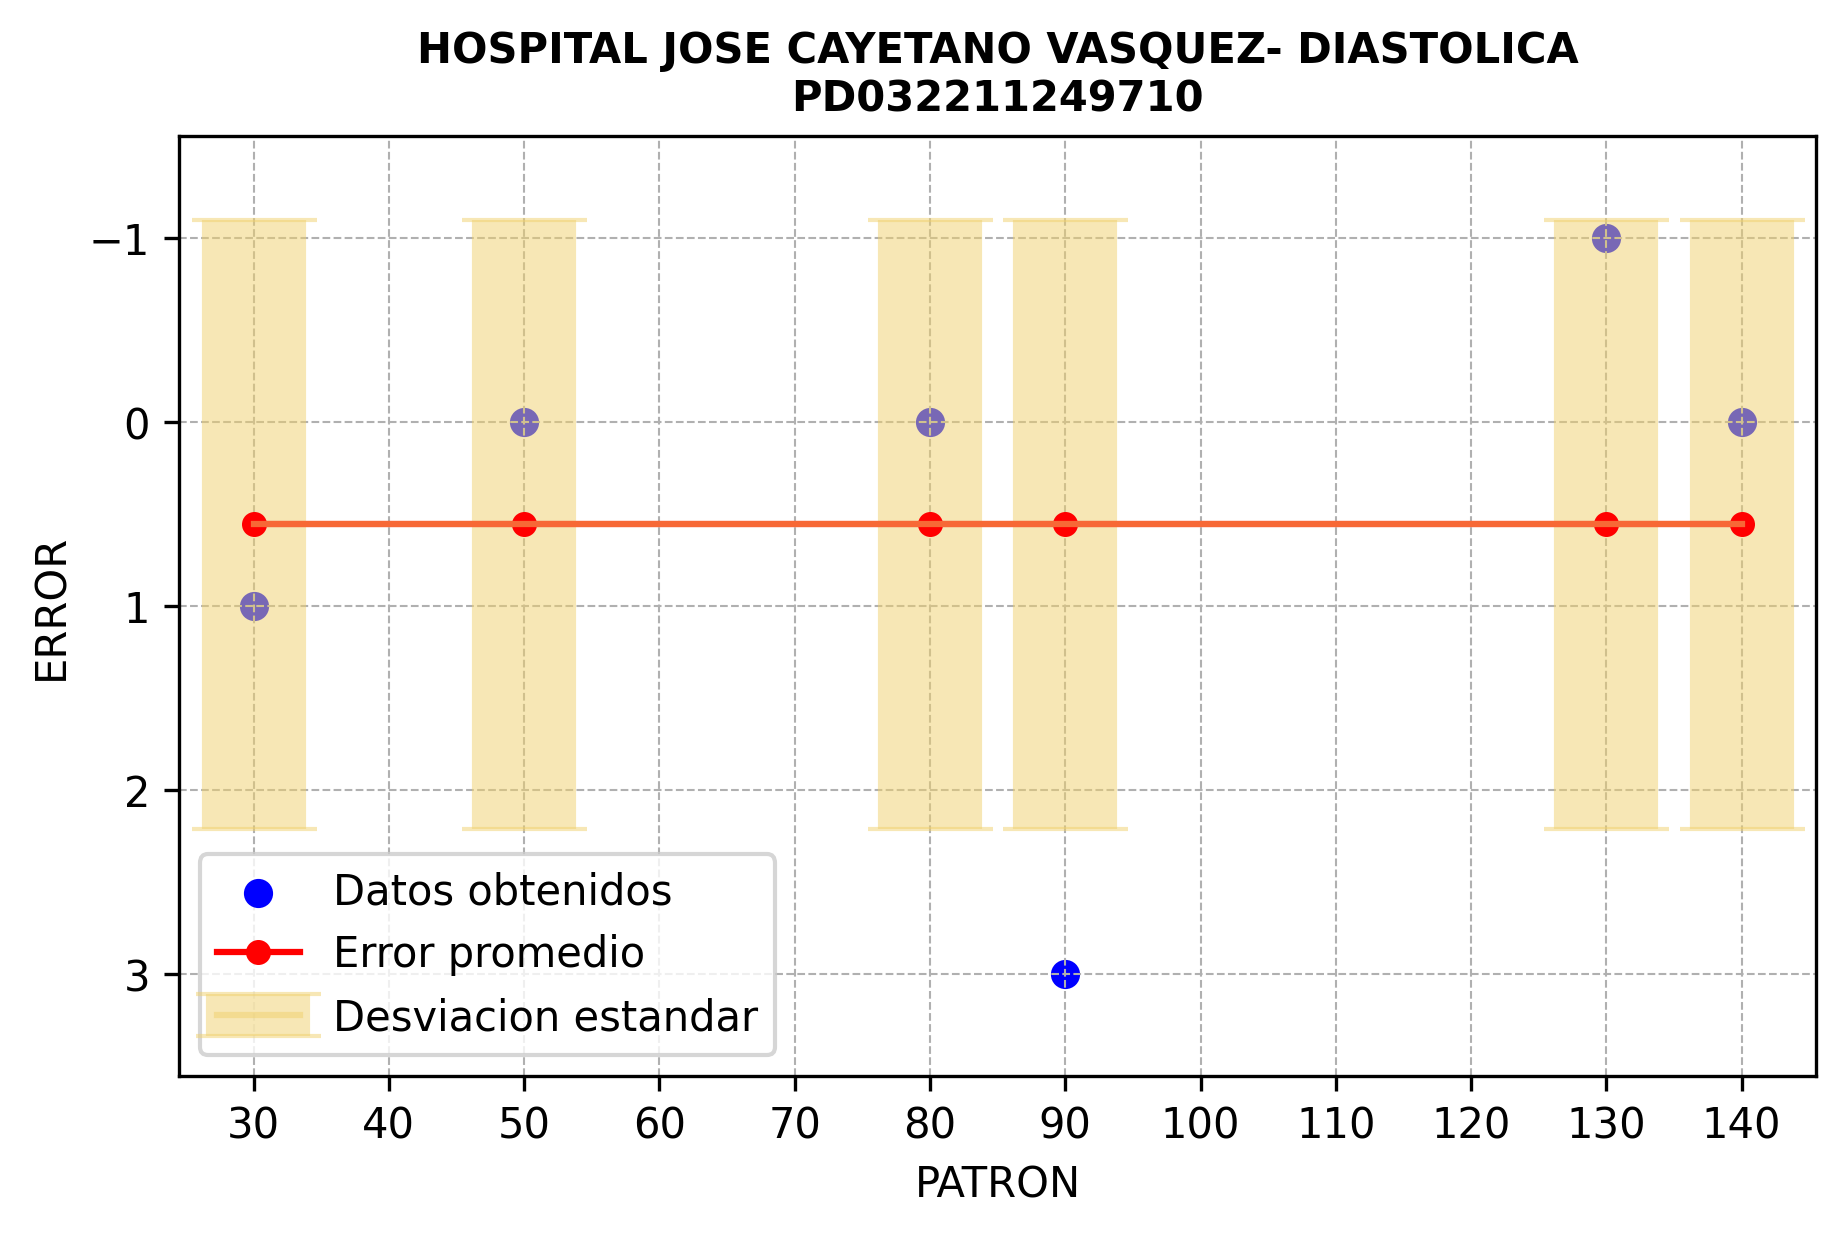 HOSPITAL JOSE CAYETANO VASQUEZ- DIASTOLICA
PD032211249710
−1
0
1
2
3
ERROR
Datos obtenidos
Error promedio
Desviacion estandar
30 40 50 60 70 80 90 100 110 120 130 140
PATRON